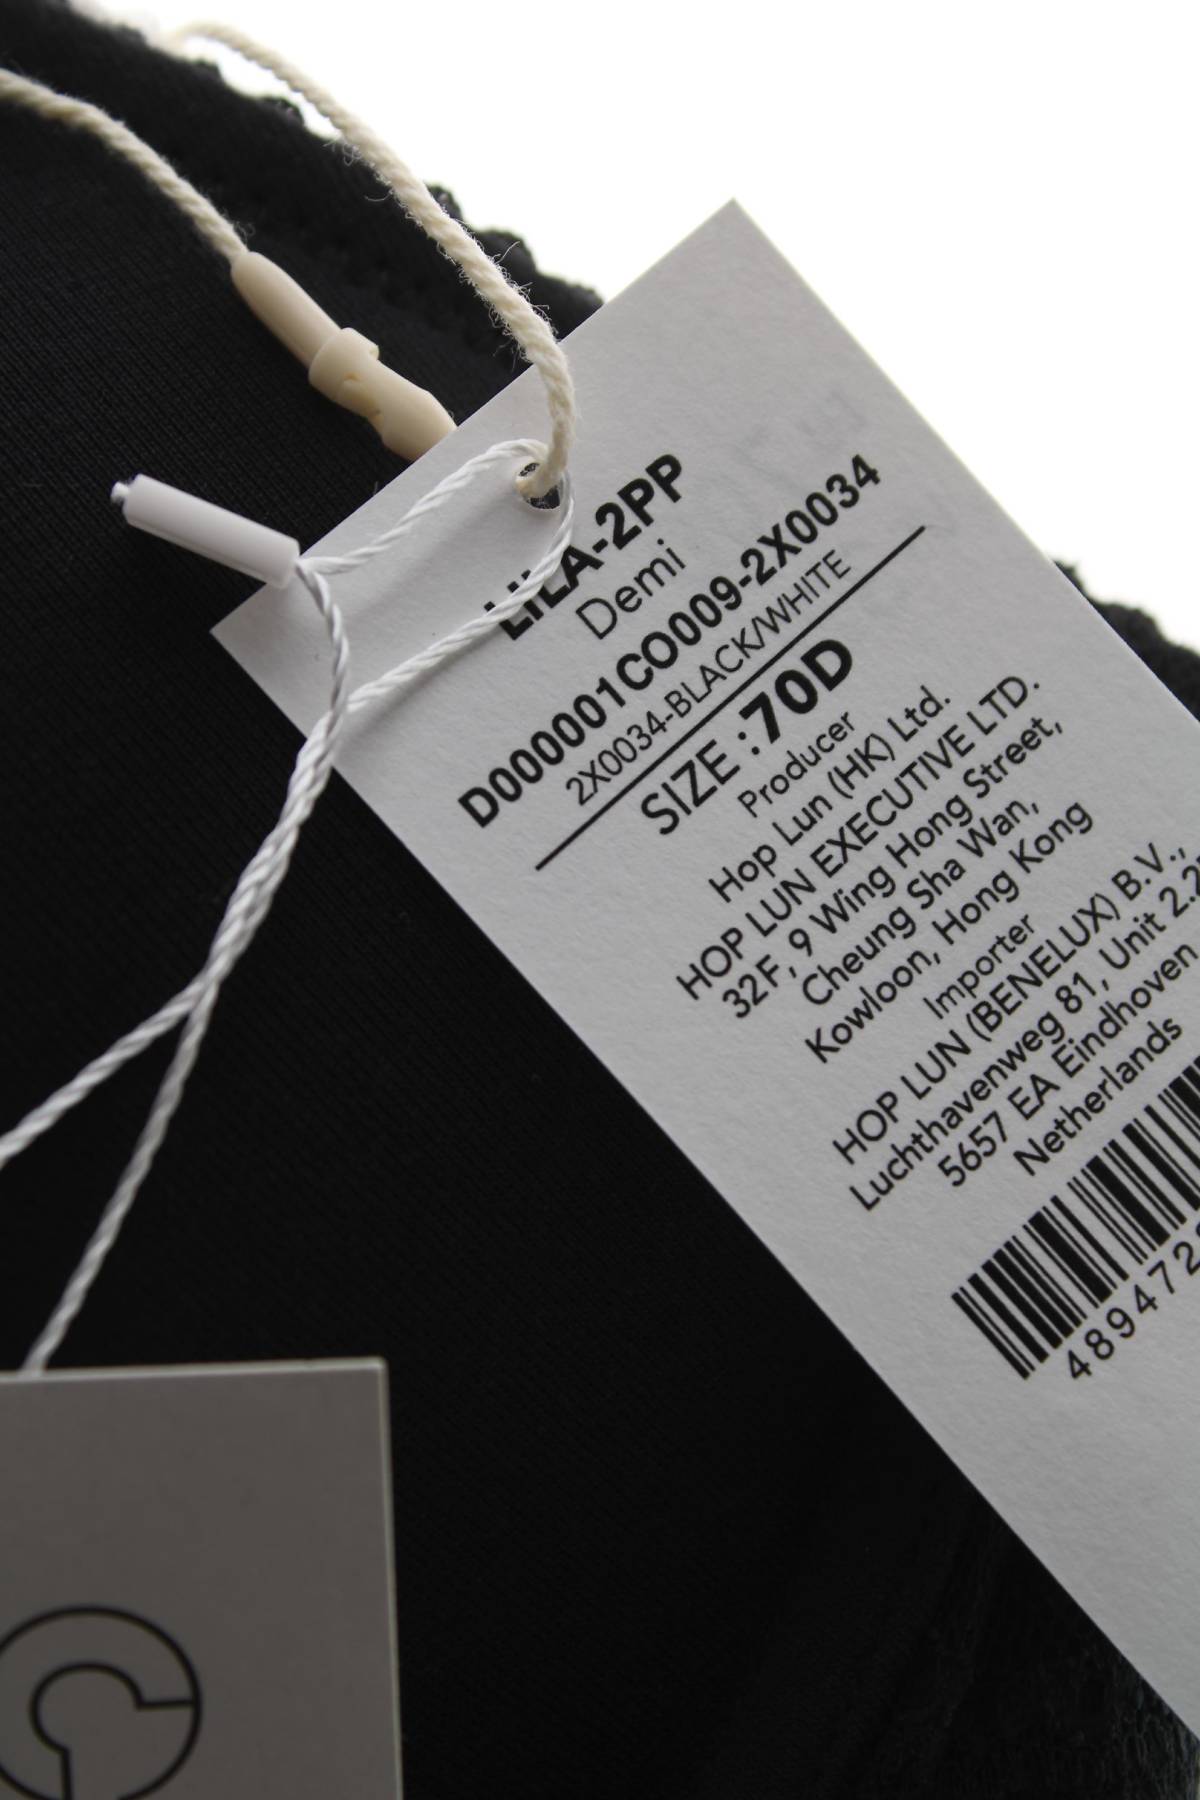 LILA-2PP
Demi
D00001CO009-2X0034
2X0034-BLACK/WHITE
SIZE :70D
Producer
Hop Lun (HK) Ltd.
HOP LUN EXECUTIVE LTD.
32F, 9 Wing Hong Street,
Cheung Sha Wan,
Kowloon, Hong Kong
Importer
HOP LUN (BENELUX) B.V.,
Luchthavenweg 81, Unit 2.2
5657 EA Eindhoven
Netherlands
489472